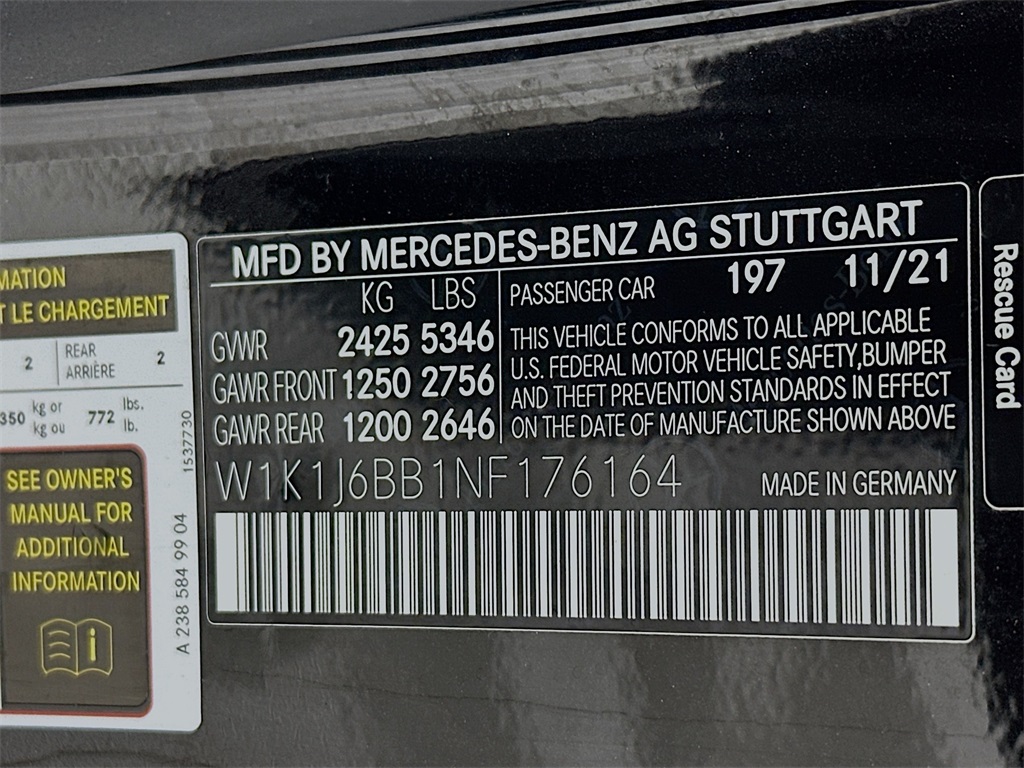 MATION
T LE CHARGEMENT
2 REAR ARRIÈRE 2
350 kg or kg ou 772 lbs. lb.
SEE OWNER'S
MANUAL FOR
ADDITIONAL
INFORMATION
1537730
A 238 584 99 04
MFD BY MERCEDES-BENZ AG STUTTGART
KG LBS
GVWR 2425 5346
GAWR FRONT 1250 2756
GAWR REAR 1200 2646
PASSENGER CAR 197 11/21
THIS VEHICLE CONFORMS TO ALL APPLICABLE
U.S. FEDERAL MOTOR VEHICLE SAFETY,BUMPER
AND THEFT PREVENTION STANDARDS IN EFFECT
ON THE DATE OF MANUFACTURE SHOWN ABOVE
W1K1J6BB1NF176164 MADE IN GERMANY
Rescue Card